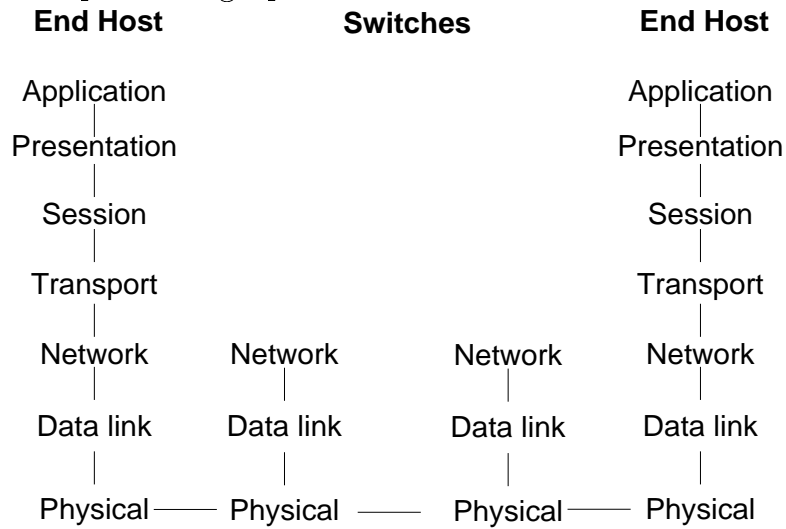 End Host Switches End Host
Application Application
Presentation Presentation
Session Session
Transport Transport
Network Network Network Network
Data link Data link Data link Data link
Physical Physical Physical Physical